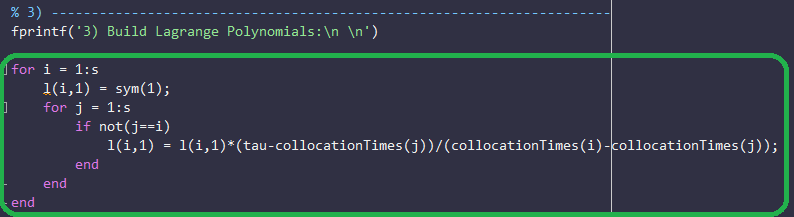 % 3) ----------------------------------------------------------------------
fprintf('3) Build Lagrange Polynomials:\n \n')
for i = 1:s
    l(i,1) = sym(1);
    for j = 1:s
        if not(j==i)
            l(i,1) = l(i,1)*(tau-collocationTimes(j))/(collocationTimes(i)-collocationTimes(j));
        end
    end
end